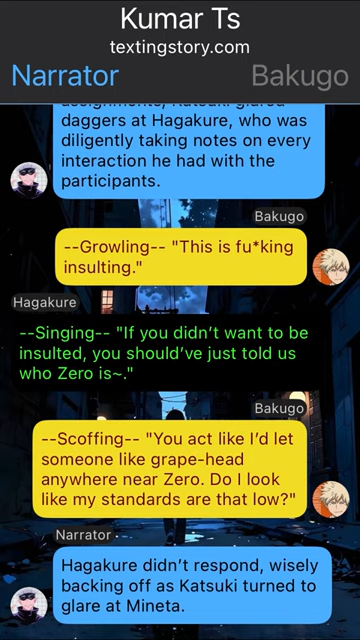 Kumar Ts
textingstory.com
Narrator
Bakugo
assignments, Katsuki glared
daggers at Hagakure, who was
diligently taking notes on every
interaction he had with the
participants.
Bakugo
--Growling-- "This is fu*king
insulting."
Hagakure
--Singing-- "If you didn’t want to be
insulted, you should’ve just told us
who Zero is~."
Bakugo
--Scoffing-- "You act like I’d let
someone like grape-head
anywhere near Zero. Do I look
like my standards are that low?"
Narrator
Hagakure didn’t respond, wisely
backing off as Katsuki turned to
glare at Mineta.